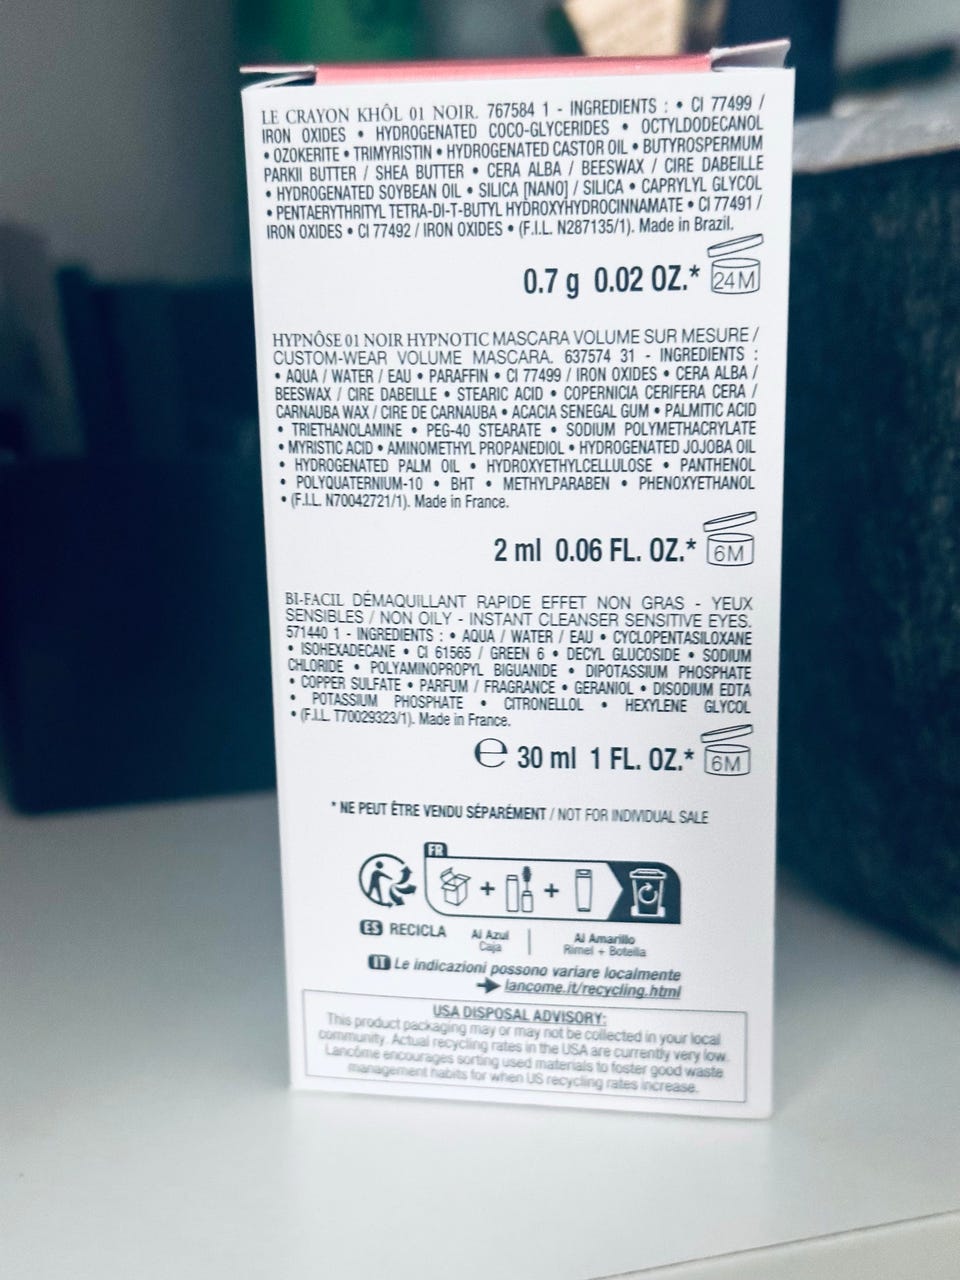 LE CRAYON KHÔL 01 NOIR. 767584 1 - INGREDIENTS : • CI 77499 /
IRON OXIDES • HYDROGENATED COCO-GLYCERIDES • OCTYLDODECANOL
• OZOKERITE • TRIMYRISTIN • HYDROGENATED CASTOR OIL • BUTYROSPERMUM
PARKII BUTTER / SHEA BUTTER • CERA ALBA / BEESWAX / CIRE DABEILLE
• HYDROGENATED SOYBEAN OIL • SILICA [NANO] / SILICA • CAPRYLYL GLYCOL
• PENTAERYTHRITYL TETRA-DI-T-BUTYL HYDROXYHYDROCINNAMATE • CI 77491 /
IRON OXIDES • CI 77492 / IRON OXIDES • (F.I.L. N287135/1). Made in Brazil.
0.7 g 0.02 OZ.* 24M
HYPNÔSE 01 NOIR HYPNOTIC MASCARA VOLUME SUR MESURE /
CUSTOM-WEAR VOLUME MASCARA. 637574 31 - INGREDIENTS :
• AQUA / WATER / EAU • PARAFFIN • CI 77499 / IRON OXIDES • CERA ALBA /
BEESWAX / CIRE DABEILLE • STEARIC ACID • COPERNICIA CERIFERA CERA /
CARNAUBA WAX / CIRE DE CARNAUBA • ACACIA SENEGAL GUM • PALMITIC ACID
• TRIETHANOLAMINE • PEG-40 STEARATE • SODIUM POLYMETHACRYLATE
• MYRISTIC ACID • AMINOMETHYL PROPANEDIOL • HYDROGENATED JOJOBA OIL
• HYDROGENATED PALM OIL • HYDROXYETHYLCELLULOSE • PANTHENOL
• POLYQUATERNIUM-10 • BHT • METHYLPARABEN • PHENOXYETHANOL
• (F.I.L. N70042721/1). Made in France.
2 ml 0.06 FL. OZ.* 6M
BI-FACIL DÉMAQUILLANT RAPIDE EFFET NON GRAS - YEUX
SENSIBLES / NON OILY - INSTANT CLEANSER SENSITIVE EYES.
571440 1 - INGREDIENTS : • AQUA / WATER / EAU • CYCLOPENTASILOXANE
• ISOHEXADECANE • CI 61565 / GREEN 6 • DECYL GLUCOSIDE • SODIUM
CHLORIDE • POLYAMINOPROPYL BIGUANIDE • DIPOTASSIUM PHOSPHATE
• COPPER SULFATE • PARFUM / FRAGRANCE • GERANIOL • DISODIUM EDTA
• POTASSIUM PHOSPHATE • CITRONELLOL • HEXYLENE GLYCOL
• (F.I.L. T70029323/1). Made in France.
℮ 30 ml 1 FL. OZ.* 6M
* NE PEUT ÊTRE VENDU SÉPARÉMENT / NOT FOR INDIVIDUAL SALE
FR
+ +
ES RECICLA Al Azul Al Amarillo
Caja Rimel + Botella
IT Le indicazioni possono variare localmente
lancome.it/recycling.html
USA DISPOSAL ADVISORY:
This product packaging may or may not be collected in your local
community. Actual recycling rates in the USA are currently very low.
Lancôme encourages sorting used materials to foster good waste
management habits for when US recycling rates increase.